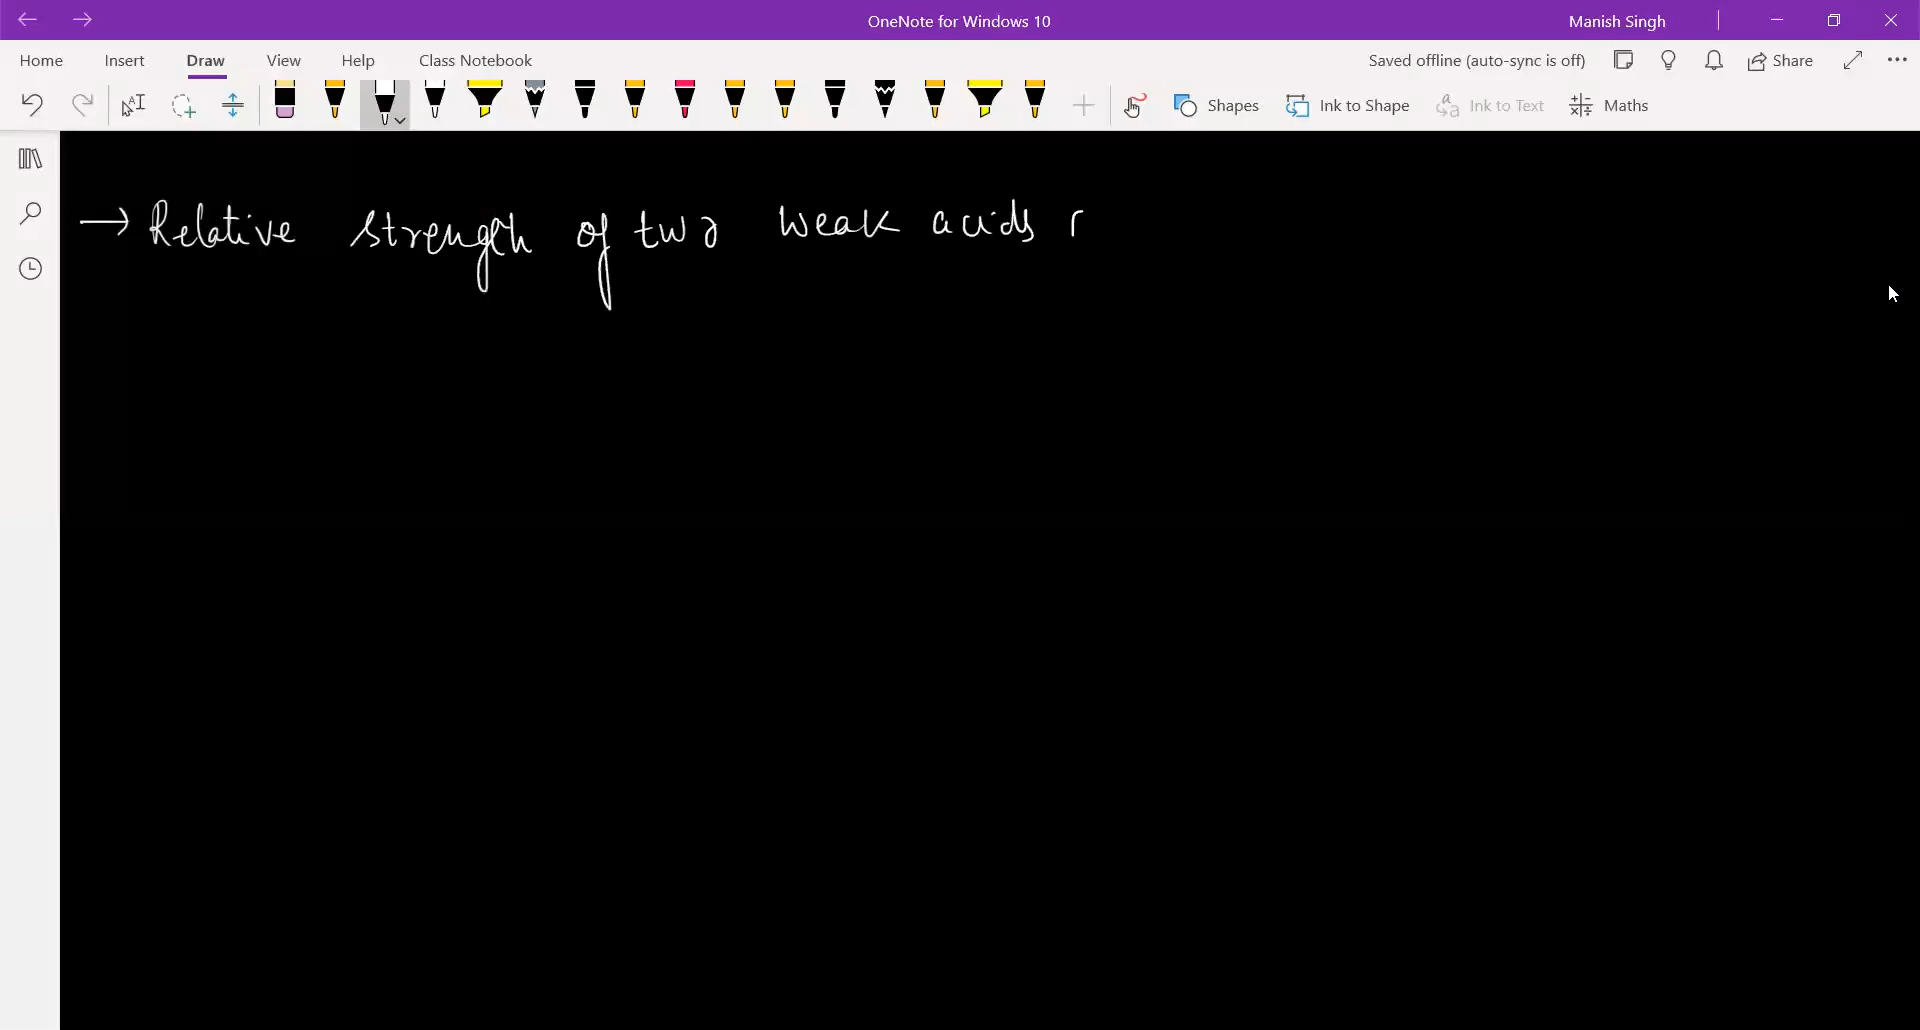 OneNote for Windows 10
Manish Singh
Home Insert Draw View Help Class Notebook
Saved offline (auto-sync is off) Share
Shapes Ink to Shape Ink to Text Maths
→ Relative strength of two weak acids